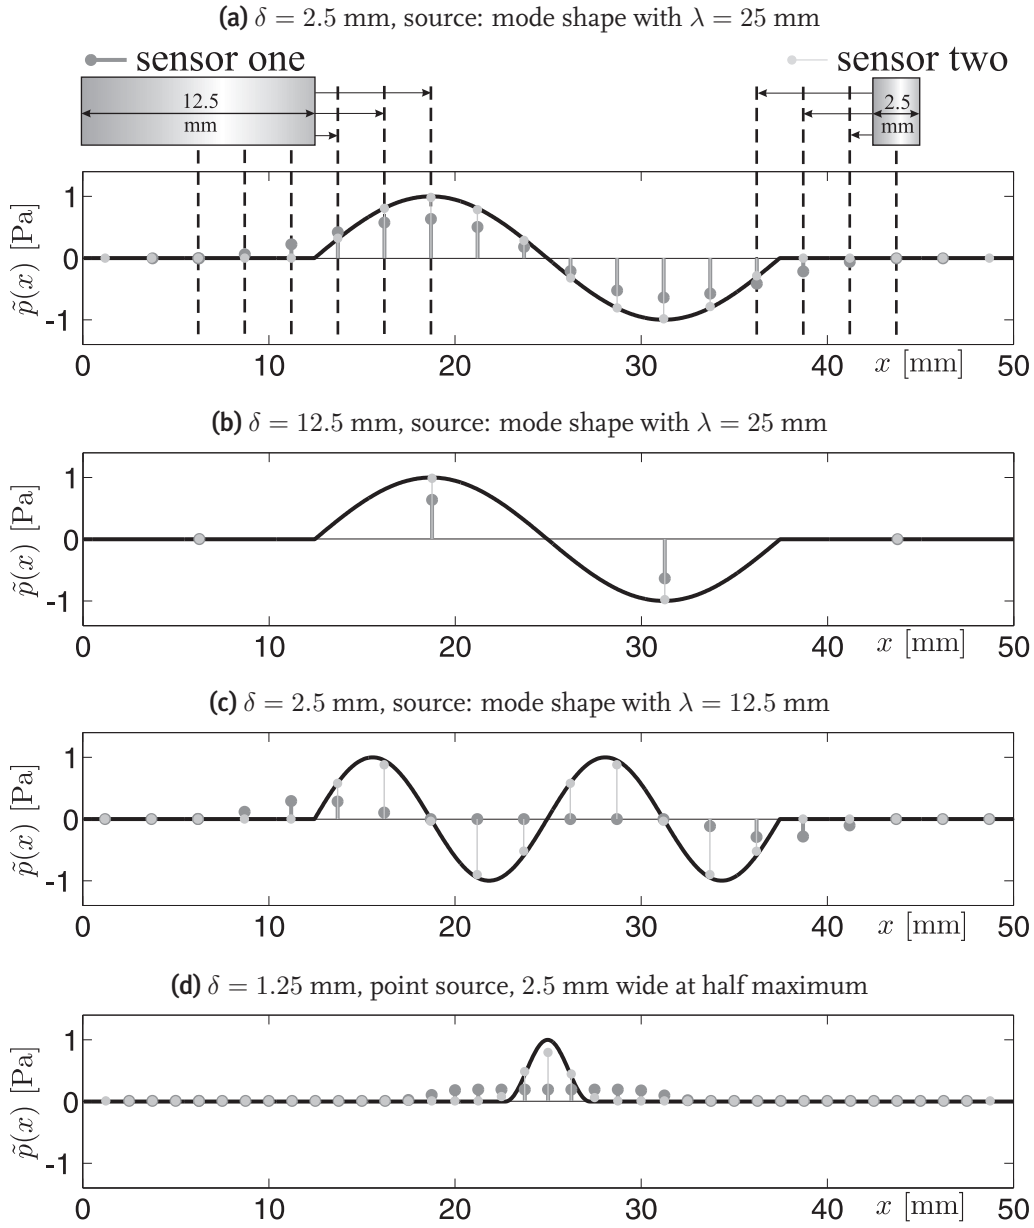 (a) δ = 2.5 mm, source: mode shape with λ = 25 mm
sensor one
sensor two
12.5
mm
2.5
mm
1
0
-1
p̃(x) [Pa]
0 10 20 30 40 x [mm] 50
(b) δ = 12.5 mm, source: mode shape with λ = 25 mm
1
0
-1
p̃(x) [Pa]
0 10 20 30 40 x [mm] 50
(c) δ = 2.5 mm, source: mode shape with λ = 12.5 mm
1
0
-1
p̃(x) [Pa]
0 10 20 30 40 x [mm] 50
(d) δ = 1.25 mm, point source, 2.5 mm wide at half maximum
1
0
-1
p̃(x) [Pa]
0 10 20 30 40 x [mm] 50